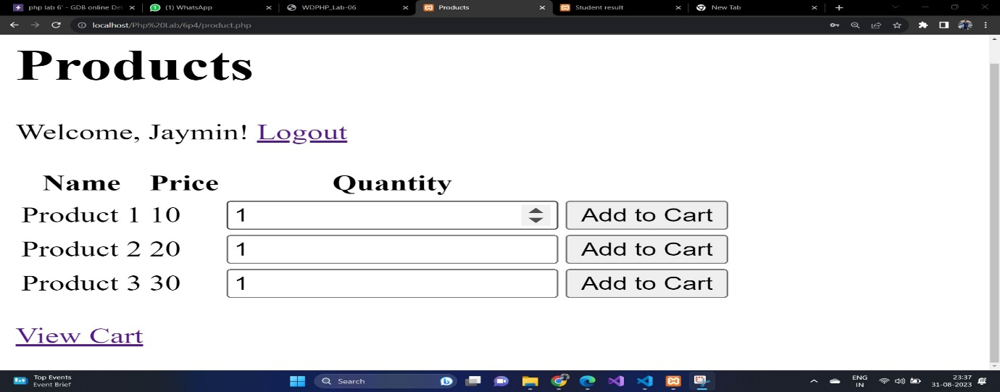 php lab 6' - GDB online De
(1) WhatsApp
WDPHP_Lab-06
Products
Student result
New Tab
localhost/Php%20Lab/6p4/product.php
Products
Welcome, Jaymin! Logout
Name Price Quantity
Product 1 10 1 Add to Cart
Product 2 20 1 Add to Cart
Product 3 30 1 Add to Cart
View Cart
Top Events
Event Brief
Search
ENG
IN
23:37
31-08-2023